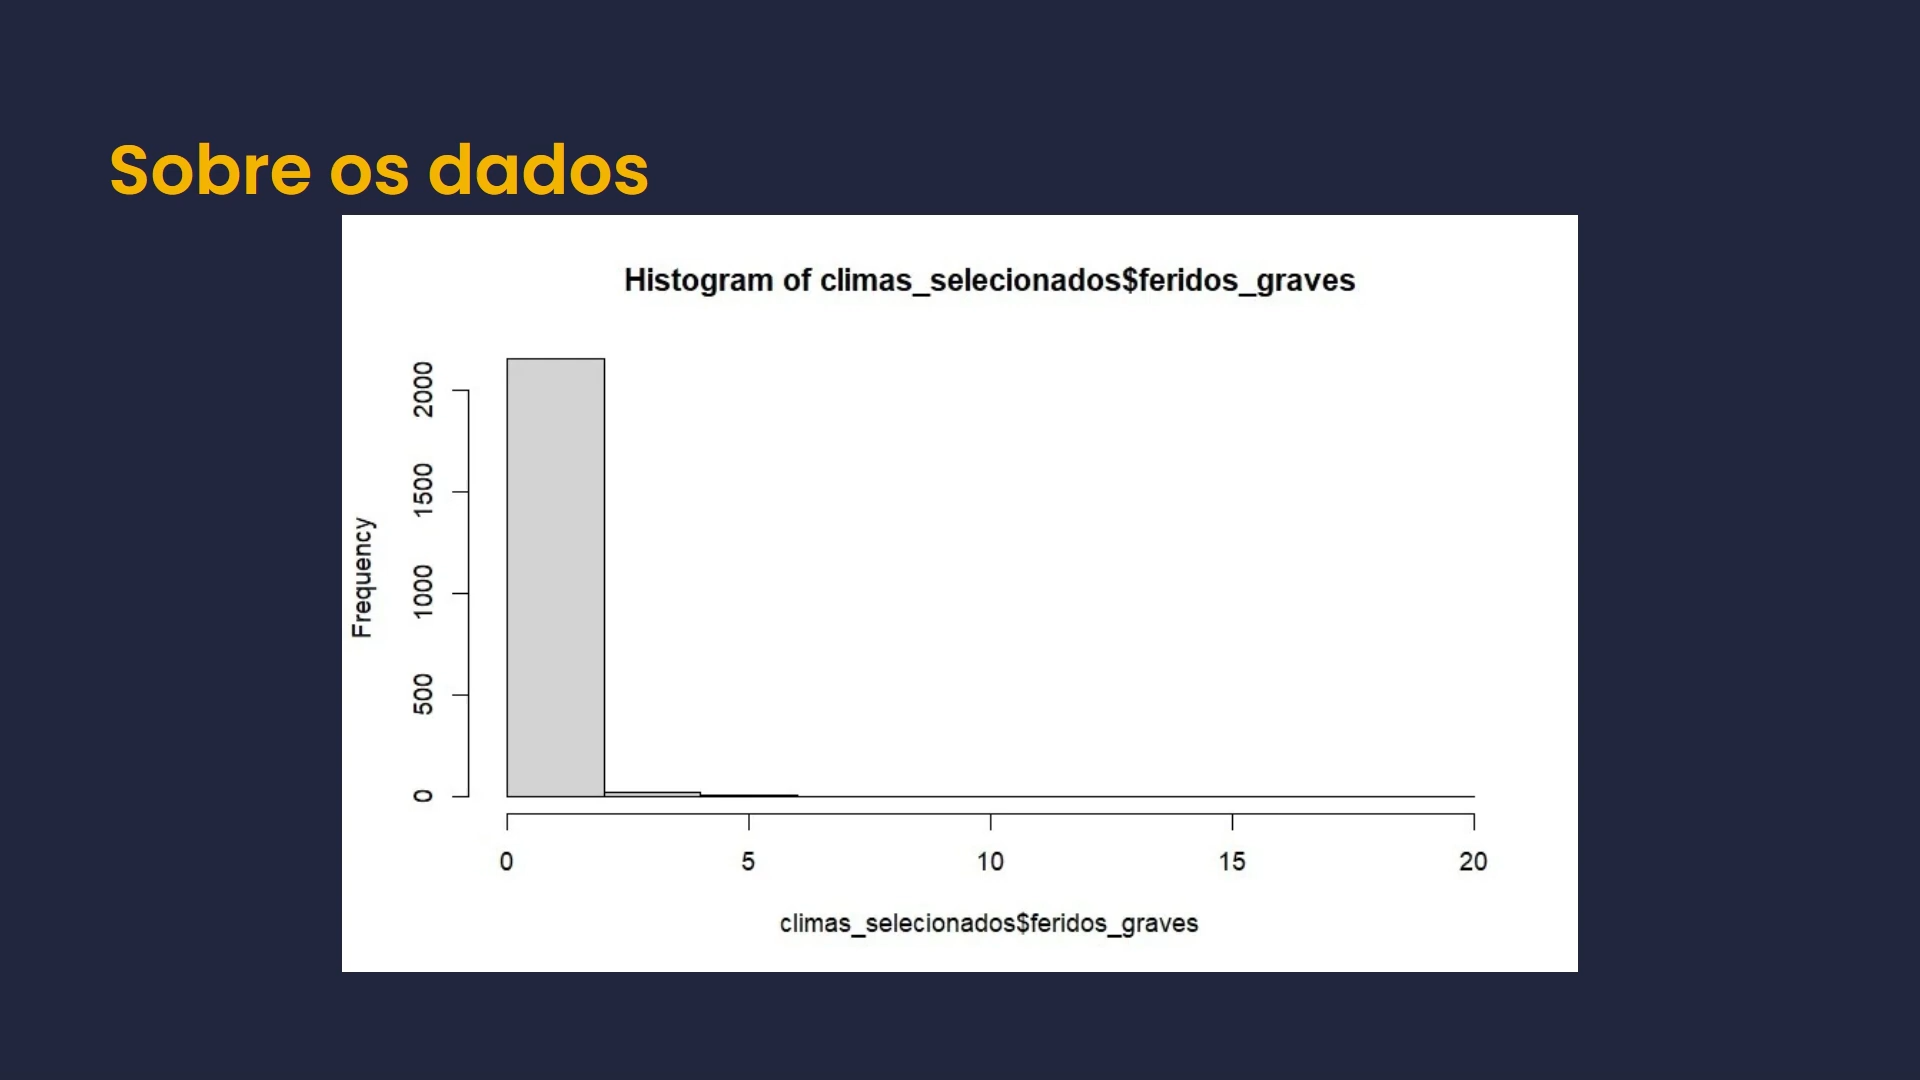 Sobre os dados
Histogram of climas_selecionados$feridos_graves
Frequency
2000
1500
1000
500
0
0 5 10 15 20
climas_selecionados$feridos_graves